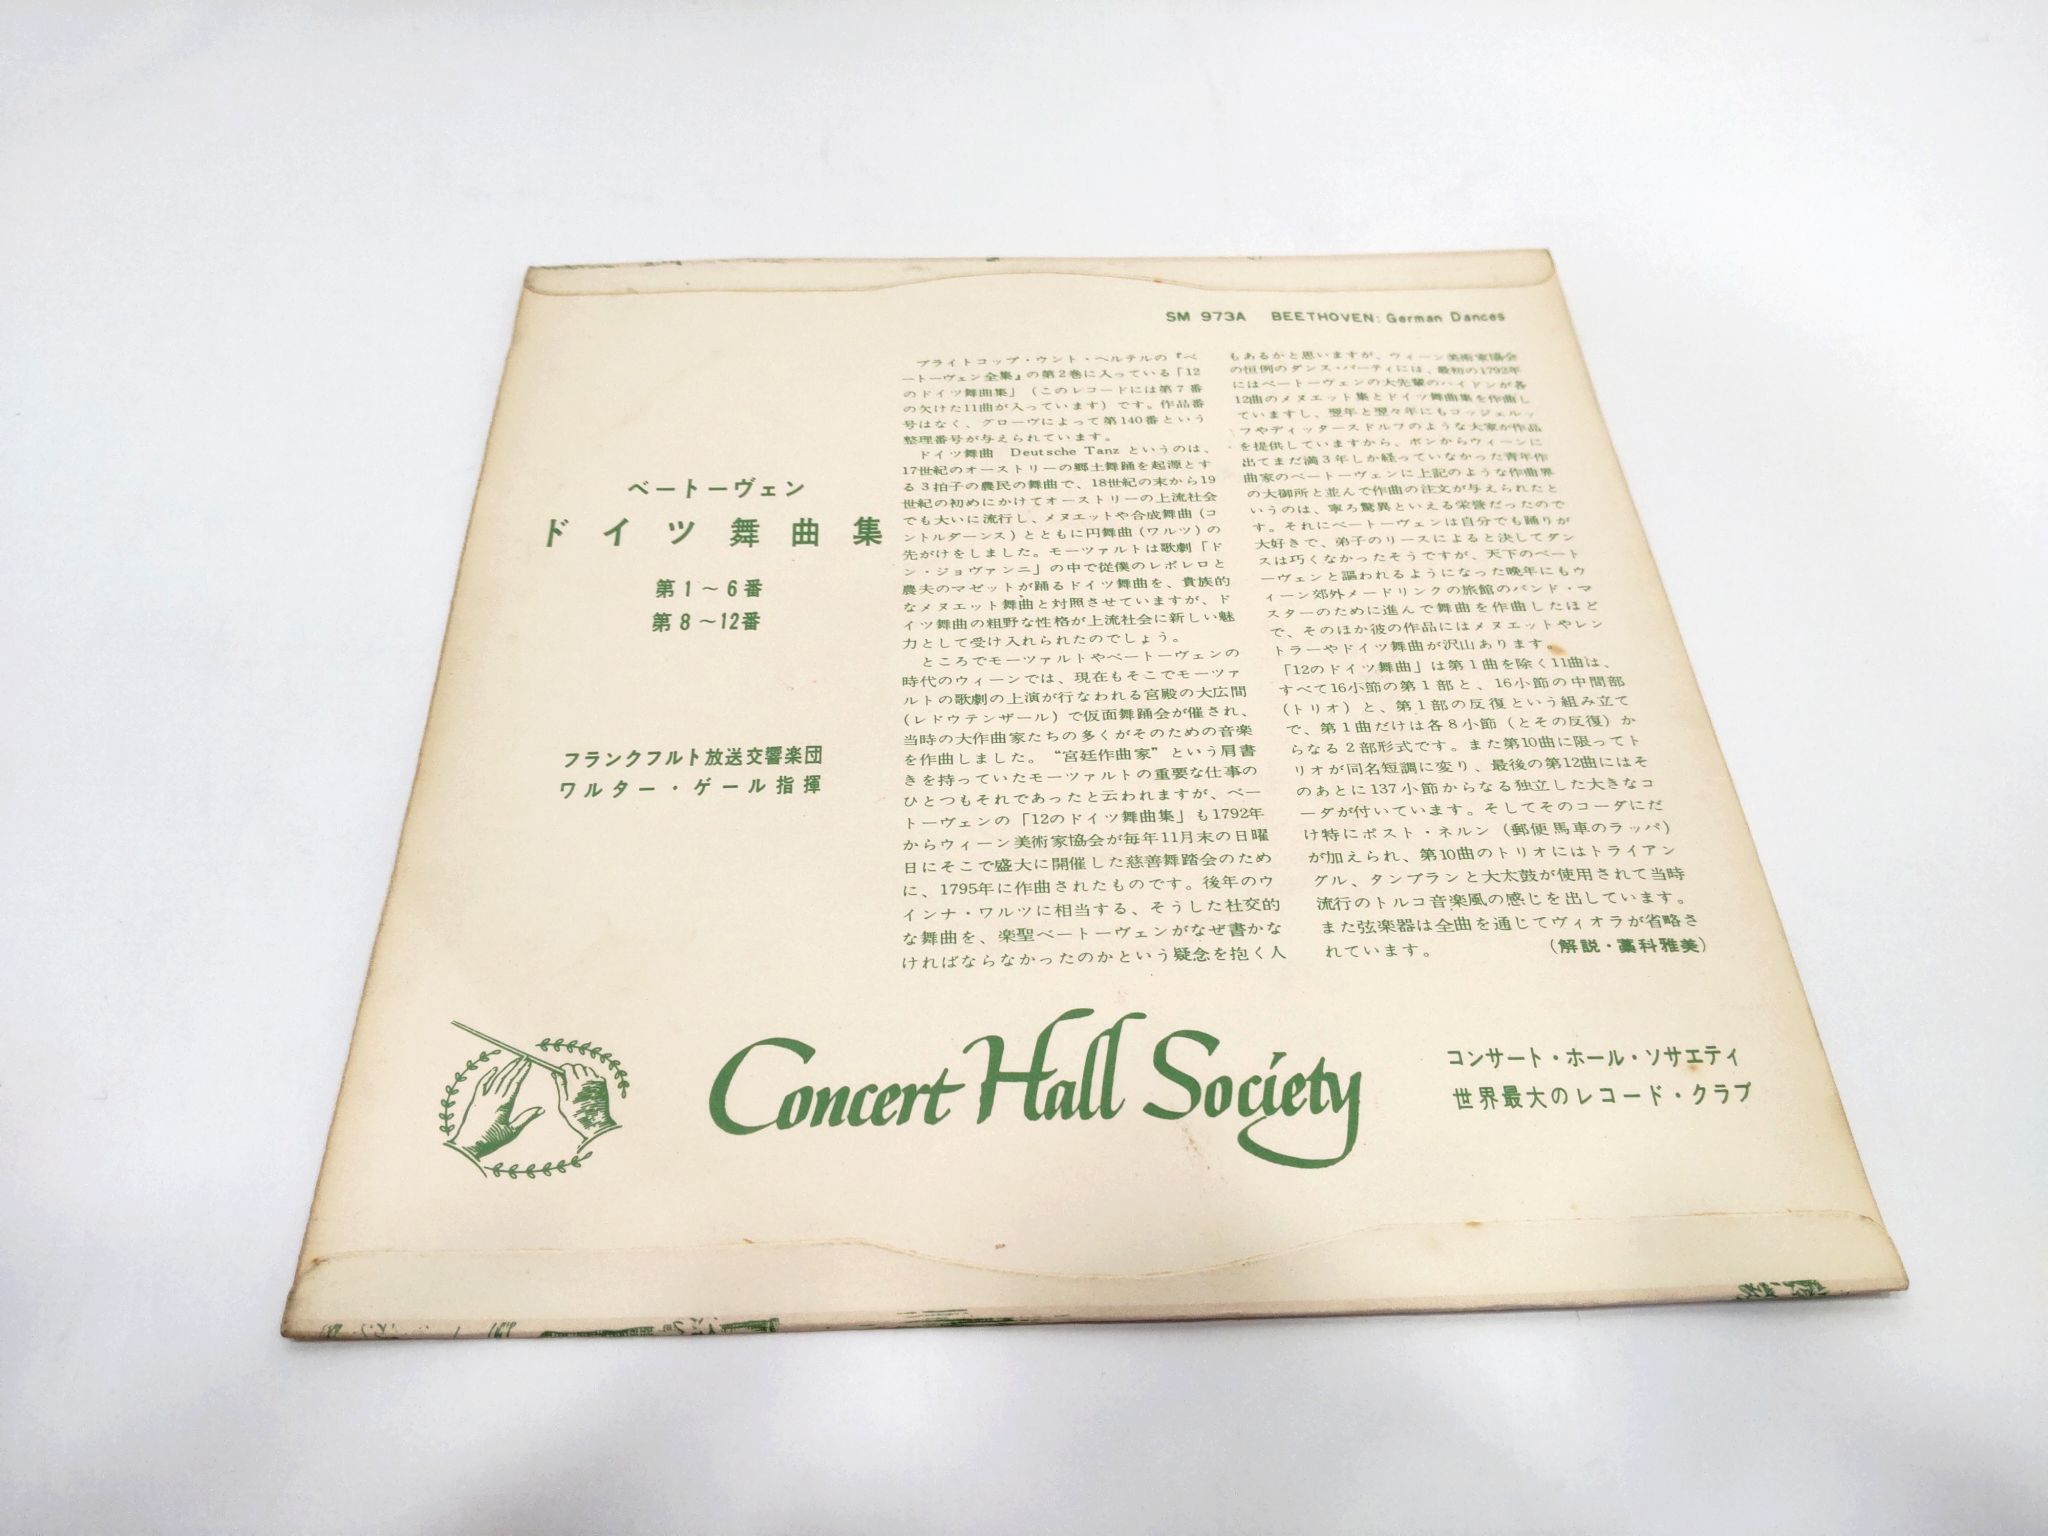 SM 973A BEETHOVEN: German Dances
ベートーヴェン
ドイツ舞曲集
第1〜6番
第8〜12番
フランクフルト放送交響楽団
ワルター・ゲール指揮
ブライトコップ・ウント・ヘルテルの『ベ
ートーヴェン全集』の第2巻に入っている「12
のドイツ舞曲集」（このレコードには第7番
の欠けた11曲が入っています）です。作品番
号はなく、グローヴによって第140番という
整理番号が与えられています。
ドイツ舞曲 Deutsche Tanz というのは、
17世紀のオーストリーの郷土舞踊を起源とす
る3拍子の農民の舞曲で、18世紀の末から19
世紀の初めにかけてオーストリーの上流社会
でも大いに流行し、メヌエットや合成舞曲(コ
ントルダーンス)とともに円舞曲(ワルツ)の
先がけをしました。モーツァルトは歌劇「ド
ン・ジョヴァンニ」の中で従僕のレポレロと
農夫のマゼットが踊るドイツ舞曲を、貴族的
なメヌエット舞曲と対照させていますが、ド
イツ舞曲の粗野な性格が上流社会に新しい魅
力として受け入れられたのでしょう。
ところでモーツァルトやベートーヴェンの
時代のウィーンでは、現在もそこでモーツァ
ルトの歌劇の上演が行なわれる宮殿の大広間
(レドウテンザール)で仮面舞踊会が催され、
当時の大作曲家たちの多くがそのための音楽
を作曲しました。“宮廷作曲家”という肩書
きを持っていたモーツァルトの重要な仕事の
ひとつもそれであったと云われますが、ベー
トーヴェンの「12のドイツ舞曲集」も1792年
からウィーン美術家協会が毎年11月末の日曜
日にそこで盛大に開催した慈善舞踏会のため
に、1795年に作曲されたものです。後年のウ
インナ・ワルツに相当する、そうした社交的
な舞曲を、楽聖ベートーヴェンがなぜ書かな
ければならなかったのかという疑念を抱く人
もあるかと思いますが、ウィーン美術家協会
の恒例のダンス・パーティには、最初の1792年
にはベートーヴェンの大先輩のハイドンが各
12曲のメヌエット集とドイツ舞曲集を作曲し
ていますし、翌年と翌々年にもコッジェルッ
フやディッタースドルフのような大家が作品
を提供していますから、ボンからウィーンに
出てまだ満3年しか経っていなかった青年作
曲家のベートーヴェンに上記のような作曲界
の大御所と並んで作曲の注文が与えられたと
いうのは、寧ろ驚異といえる栄誉だったので
す。それにベートーヴェンは自分でも踊りが
大好きで、弟子のリースによると決してダン
スは巧くなかったそうですが、天下のベート
ーヴェンと謳われるようになった晩年にもウ
ィーン郊外メードリンクの旅館のバンド・マ
スターのために進んで舞曲を作曲したほど
で、そのほか彼の作品にはメヌエットやレン
トラーやドイツ舞曲が沢山あります。
「12のドイツ舞曲」は第1曲を除く11曲は、
すべて16小節の第1部と、16小節の中間部
(トリオ)と、第1部の反復という組み立て
で、第1曲だけは各8小節（とその反復）か
らなる2部形式です。また第10曲に限ってト
リオが同名短調に変り、最後の第12曲にはそ
のあとに137小節からなる独立した大きなコ
ーダが付いています。そしてそのコーダにだ
け特にポスト・ネルン（郵便馬車のラッパ）
が加えられ、第10曲のトリオにはトライアン
グル、タンブランと大太鼓が使用されて当時
流行のトルコ音楽風の感じを出しています。
また弦楽器は全曲を通じてヴィオラが省略さ
れています。 （解説・藁科雅美）
Concert Hall Society
コンサート・ホール・ソサエティ
世界最大のレコード・クラブ